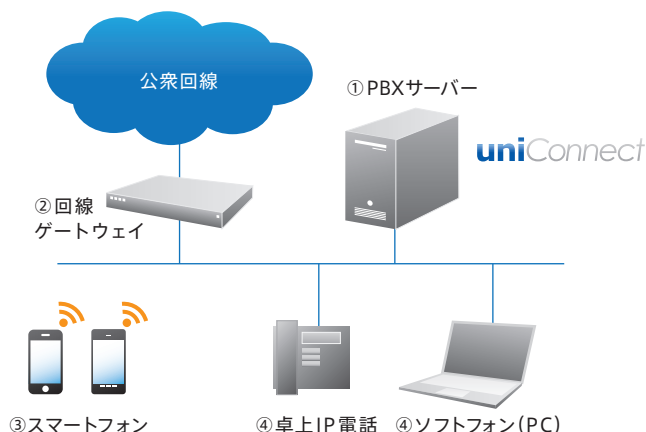 公衆回線
①PBXサーバー
uniConnect
②回線
ゲートウェイ
③スマートフォン
④卓上IP電話
④ソフトフォン(PC)